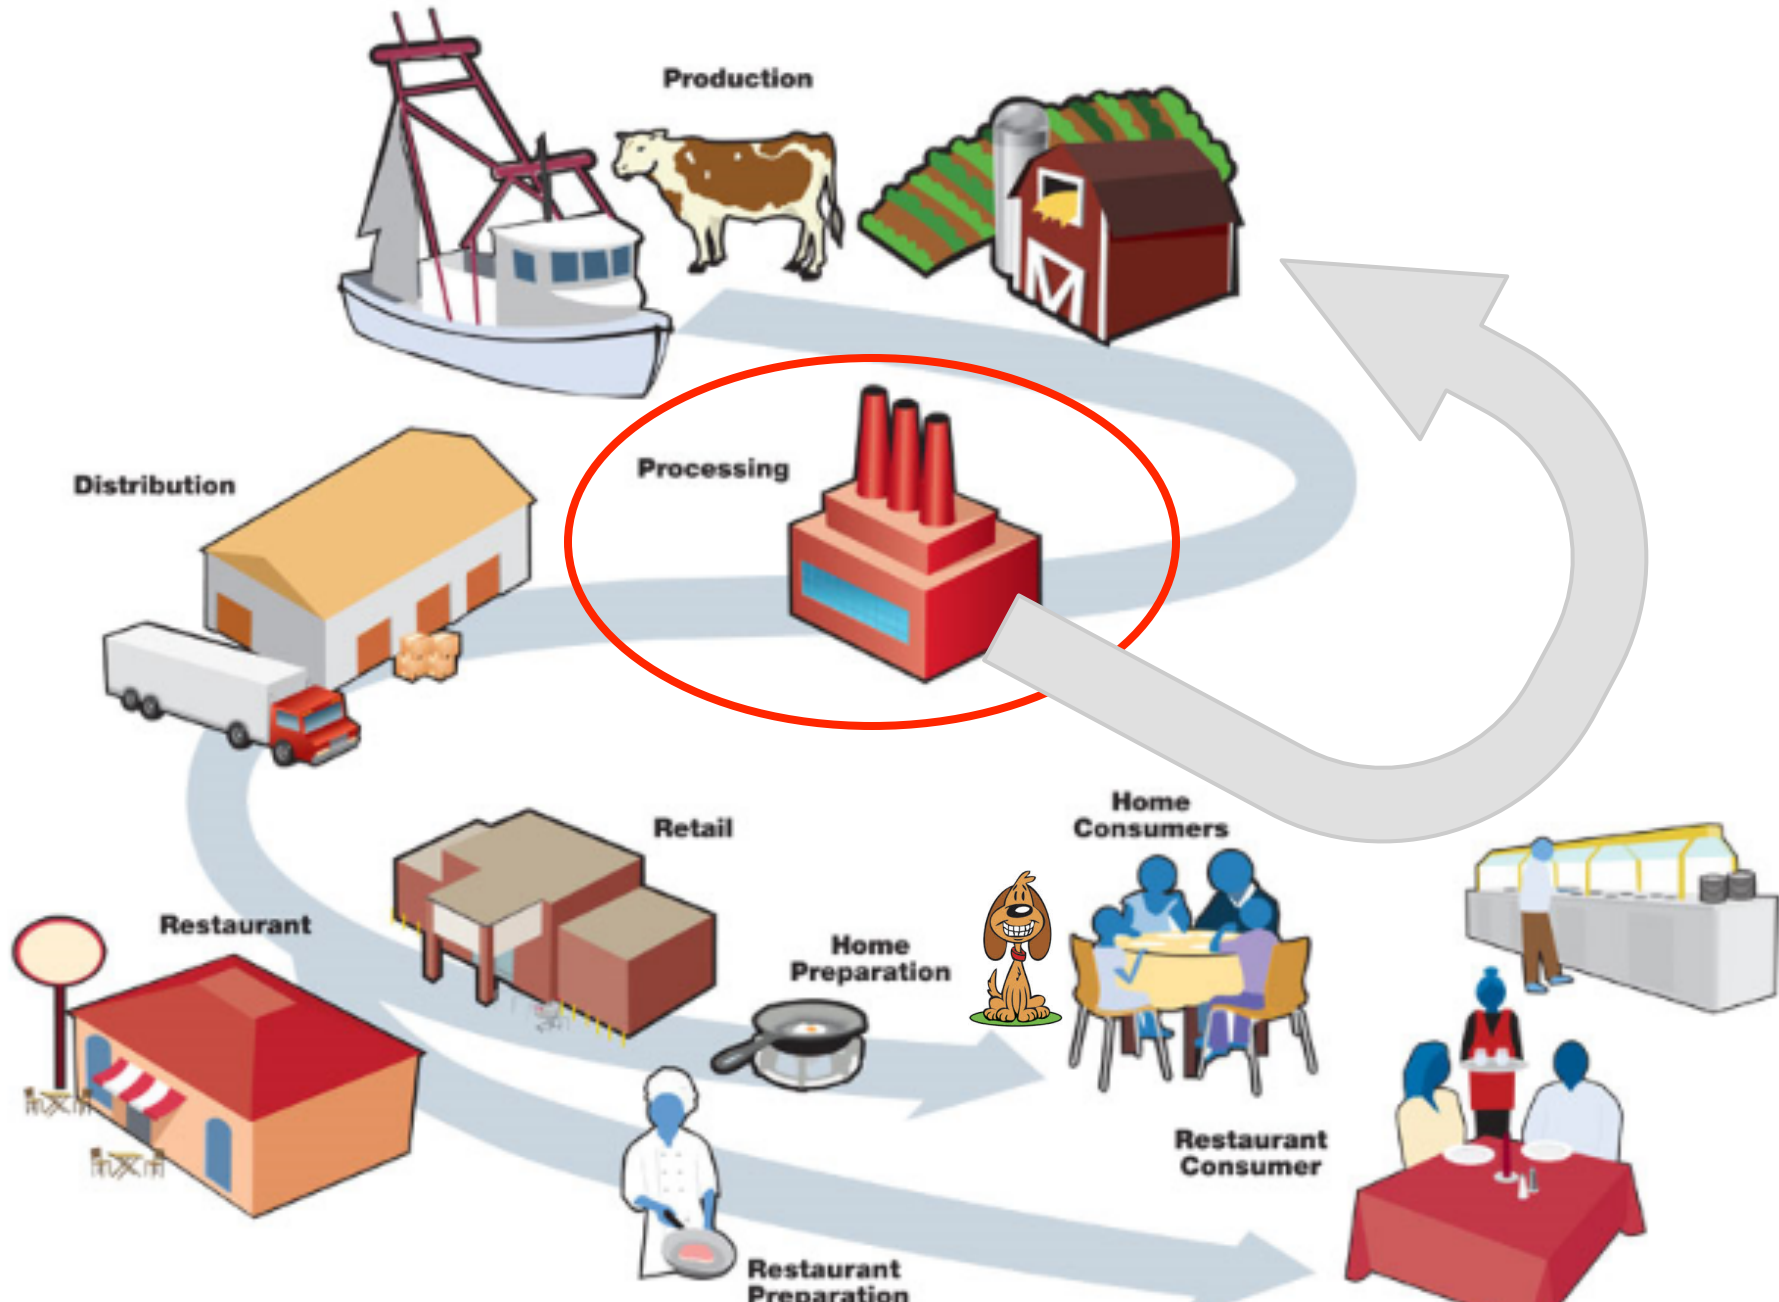 Production
Processing
Distribution
Retail
Home
Consumers
Restaurant
Home
Preparation
Restaurant
Consumer
Restaurant
Preparation